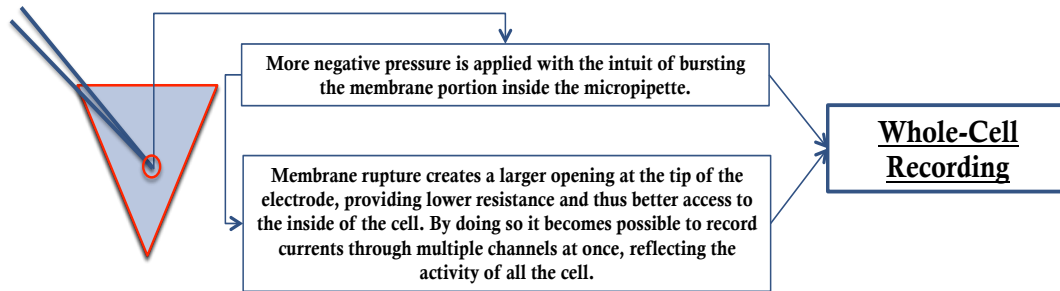 More negative pressure is applied with the intuit of bursting
the membrane portion inside the micropipette.
Membrane rupture creates a larger opening at the tip of the
electrode, providing lower resistance and thus better access to
the inside of the cell. By doing so it becomes possible to record
currents through multiple channels at once, reflecting the
activity of all the cell.
Whole-Cell
Recording